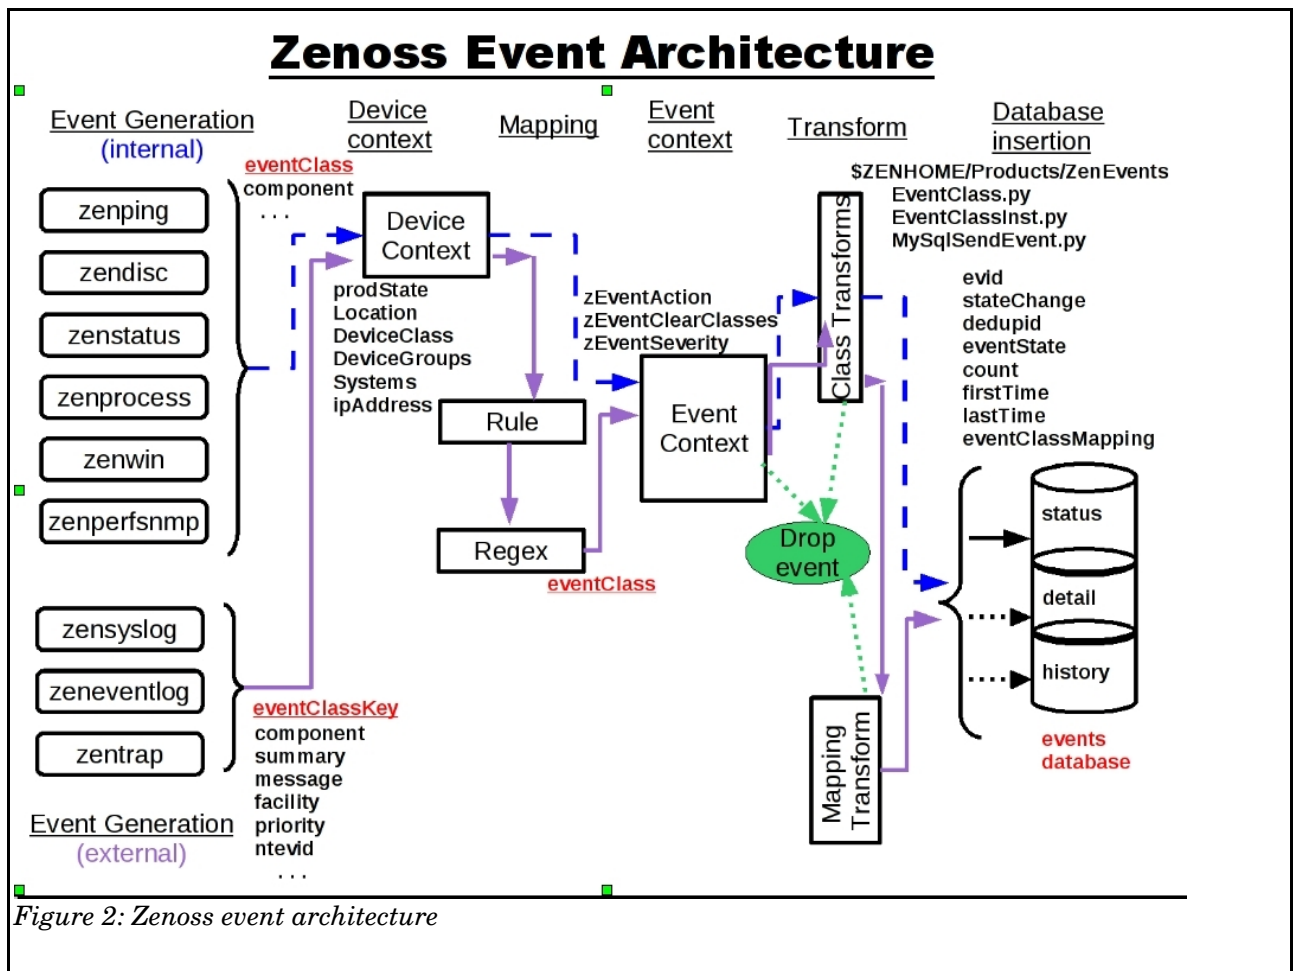 Zenoss Event Architecture
Event Generation
(internal)
Device
context
Mapping
Event
context
Transform
Database
insertion
eventClass
component
. . .
zenping
zendisc
zenstatus
zenprocess
zenwin
zenperfsnmp
Device
Context
prodState
Location
DeviceClass
DeviceGroups
Systems
ipAddress
Rule
Regex
eventClass
zEventAction
zEventClearClasses
zEventSeverity
Event
Context
Class Transforms
$ZENHOME/Products/ZenEvents
EventClass.py
EventClassInst.py
MySqlSendEvent.py
evid
stateChange
dedupid
eventState
count
firstTime
lastTime
eventClassMapping
Drop
event
status
detail
history
events
database
Mapping
Transform
zensyslog
zeneventlog
zentrap
eventClassKey
component
summary
message
facility
priority
ntevid
. . .
Event Generation
(external)
Figure 2: Zenoss event architecture